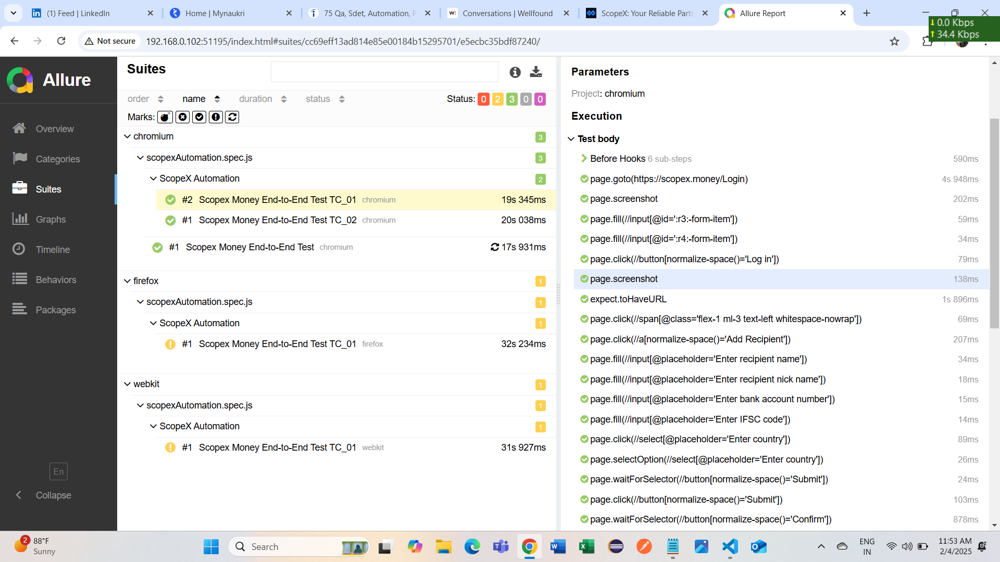 (1) Feed | LinkedIn
Home | Mynaukri
75 Qa, Sdet, Automation, P
Conversations | Wellfound
ScopeX: Your Reliable Partn
Allure Report
0.0 Kbps
34.4 Kbps
Not secure
192.168.0.102:51195/index.html#suites/cc69eff13ad814e85e00184b15295701/e5ecbc35bdf87240/
Allure
Overview
Categories
Suites
Graphs
Timeline
Behaviors
Packages
En
Collapse
Suites
order name duration status Status: 0 2 3 0 0
Marks:
chromium 3
scopexAutomation.spec.js 3
ScopeX Automation 2
#2 Scopex Money End-to-End Test TC_01 chromium 19s 345ms
#1 Scopex Money End-to-End Test TC_02 chromium 20s 038ms
#1 Scopex Money End-to-End Test chromium 17s 931ms
firefox 1
scopexAutomation.spec.js 1
ScopeX Automation 1
#1 Scopex Money End-to-End Test TC_01 firefox 32s 234ms
webkit 1
scopexAutomation.spec.js 1
ScopeX Automation 1
#1 Scopex Money End-to-End Test TC_01 webkit 31s 927ms
Parameters
Project: chromium
Execution
Test body
Before Hooks 6 sub-steps 590ms
page.goto(https://scopex.money/Login) 4s 948ms
page.screenshot 202ms
page.fill(//input[@id=':r3:-form-item']) 59ms
page.fill(//input[@id=':r4:-form-item']) 34ms
page.click(//button[normalize-space()='Log in']) 79ms
page.screenshot 138ms
expect.toHaveURL 1s 896ms
page.click(//span[@class='flex-1 ml-3 text-left whitespace-nowrap']) 69ms
page.click(//a[normalize-space()='Add Recipient']) 207ms
page.fill(//input[@placeholder='Enter recipient name']) 34ms
page.fill(//input[@placeholder='Enter recipient nick name']) 18ms
page.fill(//input[@placeholder='Enter bank account number']) 15ms
page.fill(//input[@placeholder='Enter IFSC code']) 14ms
page.click(//select[@placeholder='Enter country']) 89ms
page.selectOption(//select[@placeholder='Enter country']) 26ms
page.waitForSelector(//button[normalize-space()='Submit']) 24ms
page.click(//button[normalize-space()='Submit']) 103ms
page.waitForSelector(//button[normalize-space()='Confirm']) 878ms
2
88°F
Sunny
Search
ENG
IN
11:53 AM
2/4/2025